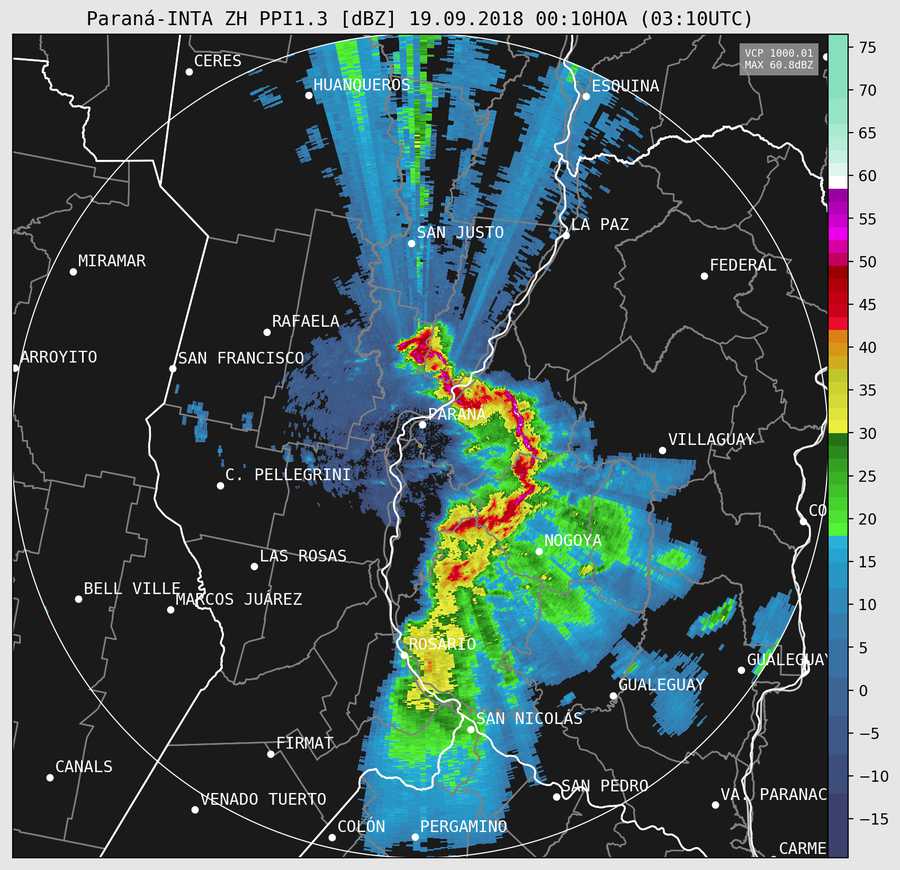 Paraná-INTA ZH PPI1.3 [dBZ] 19.09.2018 00:10HOA (03:10UTC)
VCP 1000.01
MAX 60.8dBZ
CERES
HUANQUEROS
ESQUINA
SAN JUSTO
LA PAZ
MIRAMAR
FEDERAL
RAFAELA
ARROYITO
SAN FRANCISCO
PARANÁ
VILLAGUAY
C. PELLEGRINI
CO
NOGOYA
LAS ROSAS
BELL VILLE
MARCOS JUÁREZ
ROSARIO
GUALEGUAY
GUALEGUAY
SAN NICOLÁS
FIRMAT
CANALS
SAN PEDRO
VENADO TUERTO
VA. PARANAC
COLÓN
PERGAMINO
CARME
75
70
65
60
55
50
45
40
35
30
25
20
15
10
5
0
−5
−10
−15